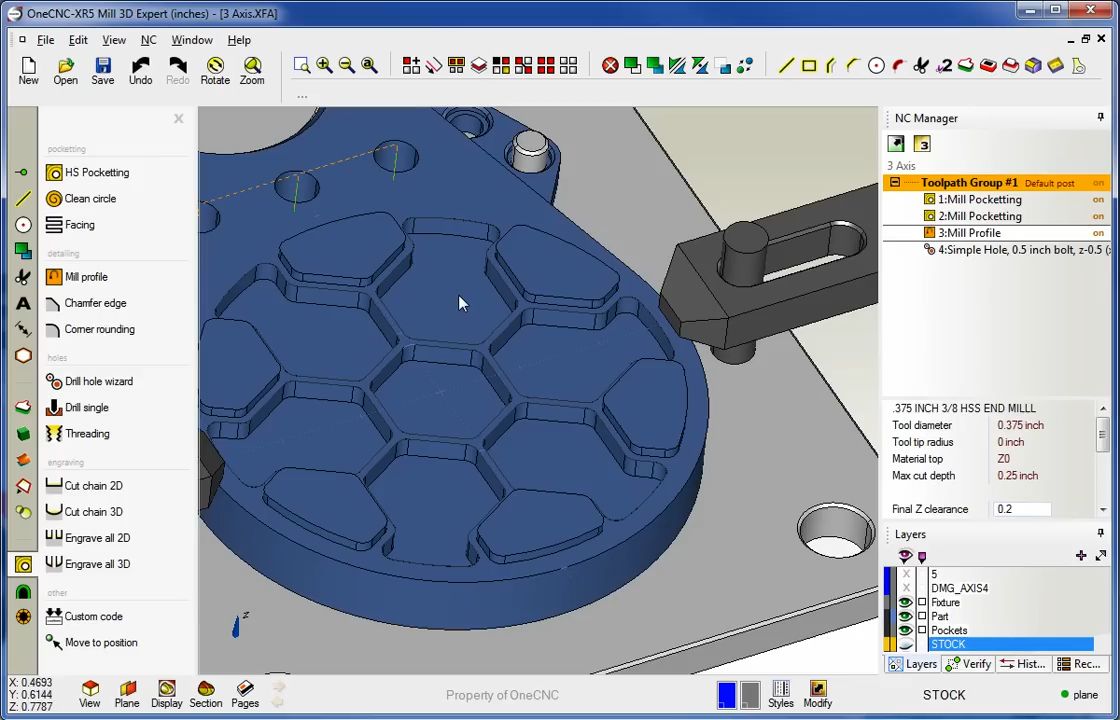 OneCNC-XR5 Mill 3D Expert (inches) - [3 Axis.XFA]
File Edit View NC Window Help
New Open Save Undo Redo Rotate Zoom
...
pocketting
HS Pocketting
Clean circle
Facing
detailing
Mill profile
Chamfer edge
Corner rounding
holes
Drill hole wizard
Drill single
Threading
engraving
Cut chain 2D
Cut chain 3D
Engrave all 2D
Engrave all 3D
other
Custom code
Move to position
z
NC Manager
3
3 Axis
Toolpath Group #1 Default post on
1:Mill Pocketting on
2:Mill Pocketting on
3:Mill Profile on
4:Simple Hole, 0.5 inch bolt, z-0.5 (
.375 INCH 3/8 HSS END MILLL
Tool diameter 0.375 inch
Tool tip radius 0 inch
Material top Z0
Max cut depth 0.25 inch
Final Z clearance 0.2
Layers
5
DMG_AXIS4
Fixture
Part
Pockets
STOCK
Layers Verify Hist... Rec...
X: 0.4693
Y: 0.6144
Z: 0.7787
View Plane Display Section Pages
Property of OneCNC
Styles Modify
STOCK
plane